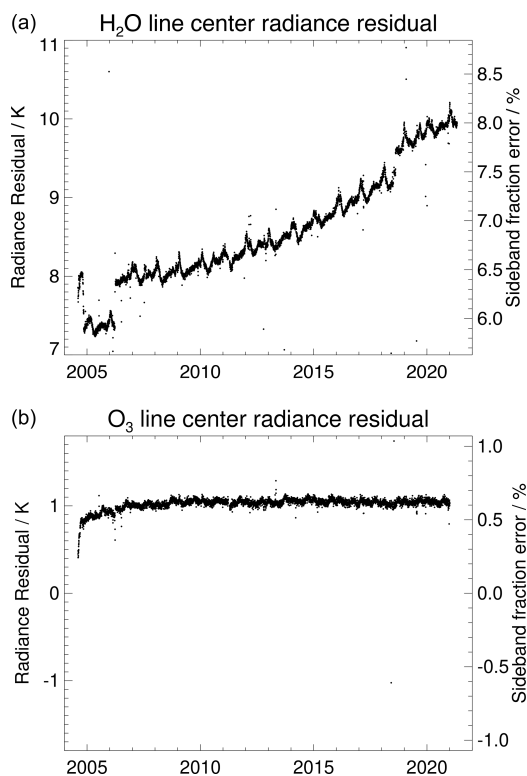 (a) H₂O line center radiance residual
Radiance Residual / K
11
10
9
8
7
8.5
8.0
7.5
7.0
6.5
6.0
Sideband fraction error / %
2005 2010 2015 2020
(b) O₃ line center radiance residual
Radiance Residual / K
1
0
-1
1.0
0.5
0.0
-0.5
-1.0
Sideband fraction error / %
2005 2010 2015 2020